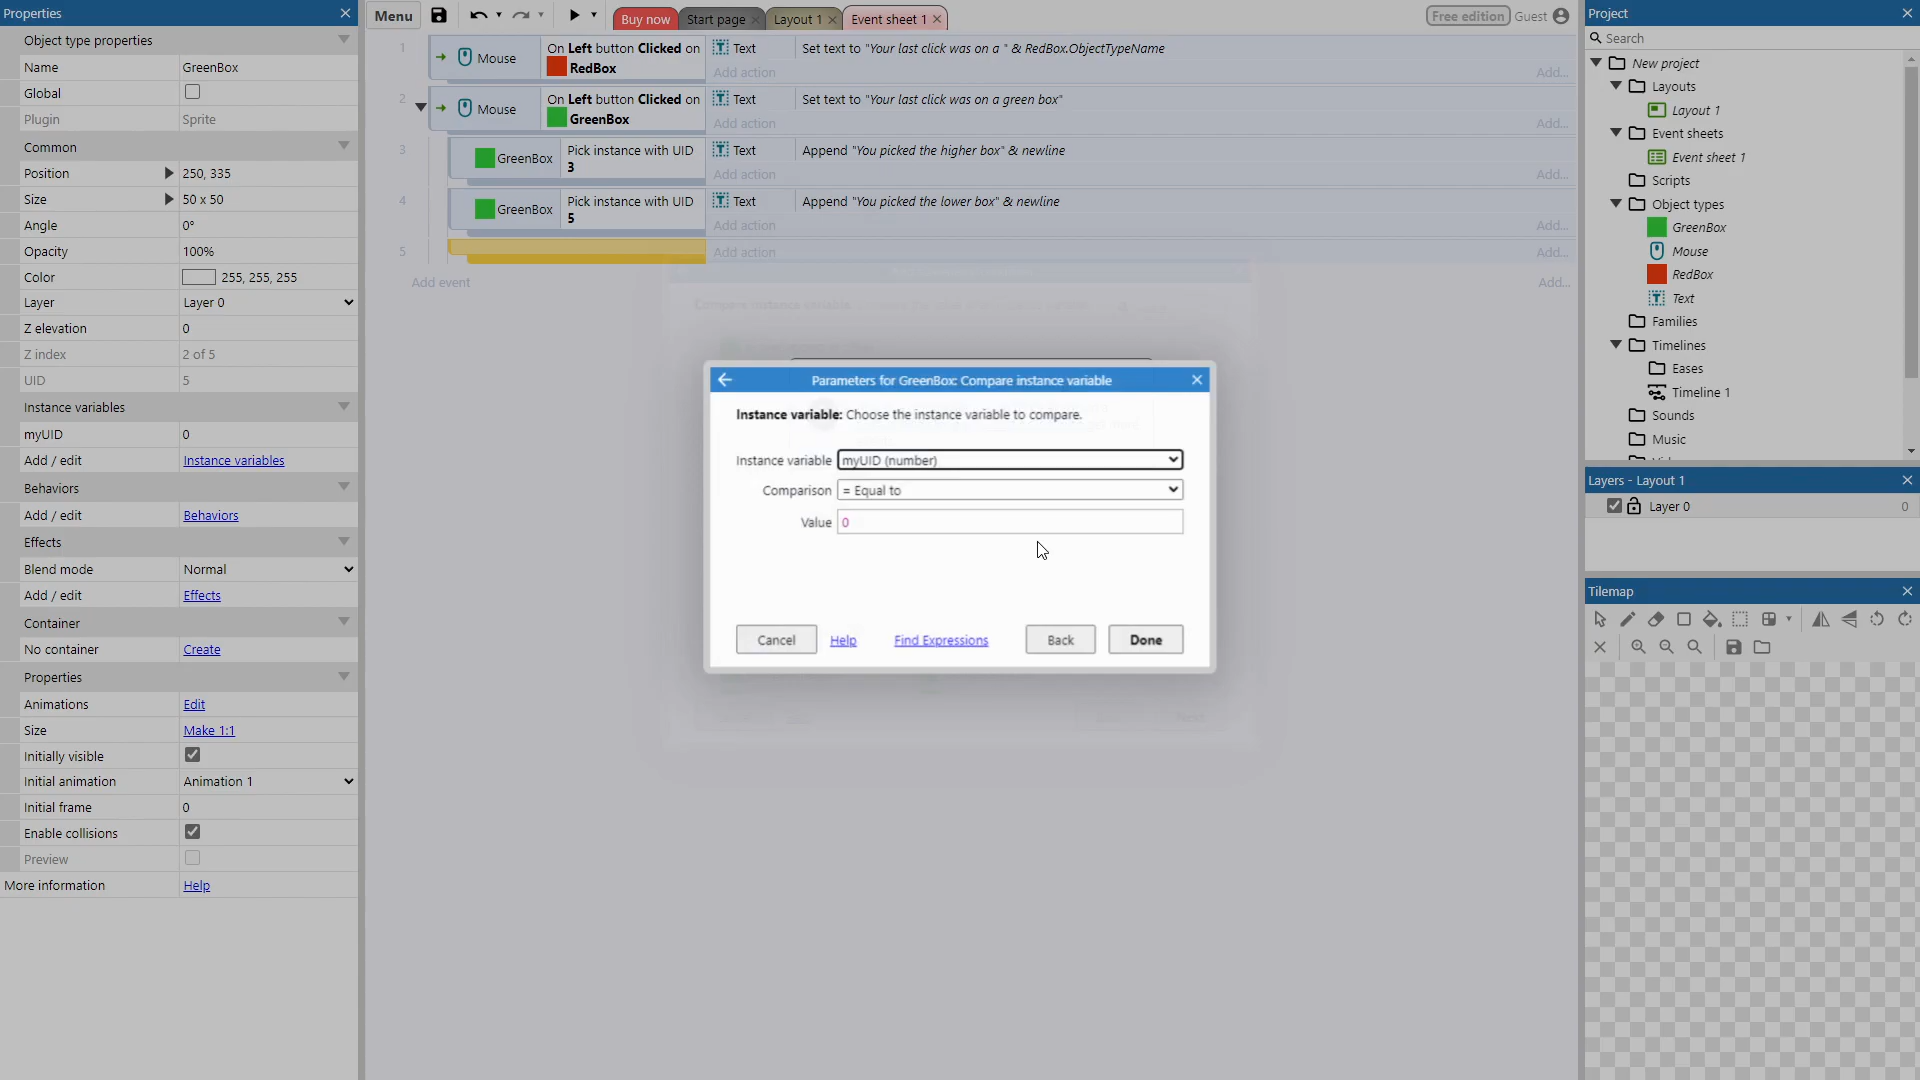 Properties
Object type properties
Name GreenBox
Global
Plugin Sprite
Common
Position 250, 335
Size 50 x 50
Angle 0°
Opacity 100%
Color 255, 255, 255
Layer Layer 0
Z elevation 0
Z index 2 of 5
UID 5
Instance variables
myUID 0
Add / edit Instance variables
Behaviors
Add / edit Behaviors
Effects
Blend mode Normal
Add / edit Effects
Container
No container Create
Properties
Animations Edit
Size Make 1:1
Initially visible
Initial animation Animation 1
Initial frame 0
Enable collisions
Preview
More information Help
Menu Buy now Start page Layout 1 Event sheet 1 Free edition Guest
1 Mouse On Left button Clicked on RedBox Text Set text to "Your last click was on a " & RedBox.ObjectTypeName
Add action Add...
2 Mouse On Left button Clicked on GreenBox Text Set text to "Your last click was on a green box"
Add action Add...
3 GreenBox Pick instance with UID 3 Text Append "You picked the higher box" & newline
Add action Add...
4 GreenBox Pick instance with UID 5 Text Append "You picked the lower box" & newline
Add action Add...
5 Add action Add...
Add event Add...
Parameters for GreenBox: Compare instance variable
Instance variable: Choose the instance variable to compare.
Instance variable myUID (number)
Comparison = Equal to
Value 0
Cancel Help Find Expressions Back Done
Project
Search
New project
Layouts
Layout 1
Event sheets
Event sheet 1
Scripts
Object types
GreenBox
Mouse
RedBox
Text
Families
Timelines
Eases
Timeline 1
Sounds
Music
Layers - Layout 1
Layer 0 0
Tilemap